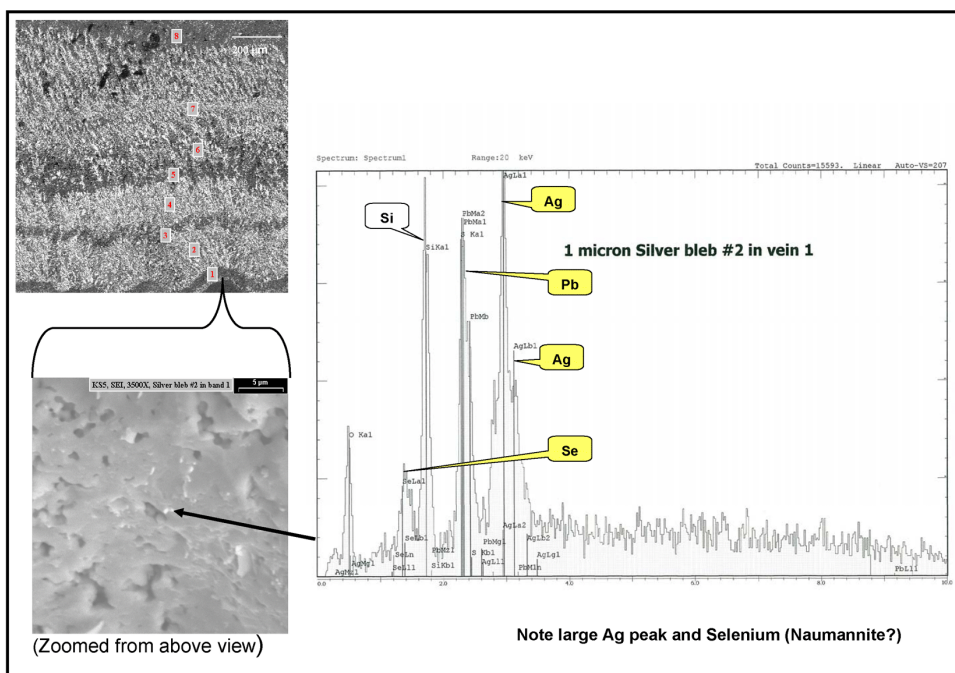 8
200 µm
7
6
5
4
3
2
1
KS5, SEI, 3500X, Silver bleb #2 in band 1
5 µm
(Zoomed from above view)
Spectrum: Spectrum1 Range:20 keV
Total Counts=15593. Linear Auto-VS=207
AgLa1
Ag
Si
PbMa2
PbMa1
S Ka1
SiKa1
1 micron Silver bleb #2 in vein 1
Pb
PbMb
AgLb1
Ag
O Ka1
Se
SeLa1
AgLa2
SeLb1
AgLb2
PbMz1
PbMg1
SeLn
S Kb1
AgLg1
AgMg1
SiKb1
AgLl1
SeLl1
PbM1n
AgMz1
PbLl1
0.0 2.0 4.0 6.0 8.0 10.0
Note large Ag peak and Selenium (Naumannite?)